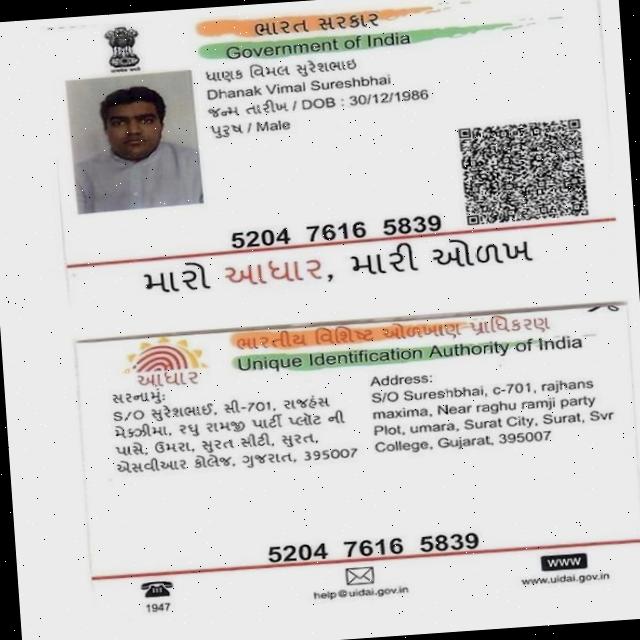 ભારત સરકાર
Government of India
ધાણક વિમલ સુરેશભાઇ
Dhanak Vimal Sureshbhai
જન્મ તારીખ / DOB : 30/12/1986
પુરુષ / Male
5204 7616 5839
મારો આધાર, મારી ઓળખ
ભારતીય વિશિષ્ટ ઓળખાણ પ્રાધિકરણ
Unique Identification Authority of India
આધાર
સરનામું:
S/O સુરેશભાઈ, સી-701, રાજહંસ
મેક્ઝીમા, રઘુ રામજી પાર્ટી પ્લૉટ ની
પાસે, ઉમરા, સુરત સીટી, સુરત,
એસવીઆર કોલેજ, ગુજરાત, 395007
Address:
S/O Sureshbhai, c-701, rajhans
maxima, Near raghu ramji party
Plot, umara, Surat City, Surat, Svr
College, Gujarat, 395007
5204 7616 5839
1947
help@uidai.gov.in
WWW
www.uidai.gov.in